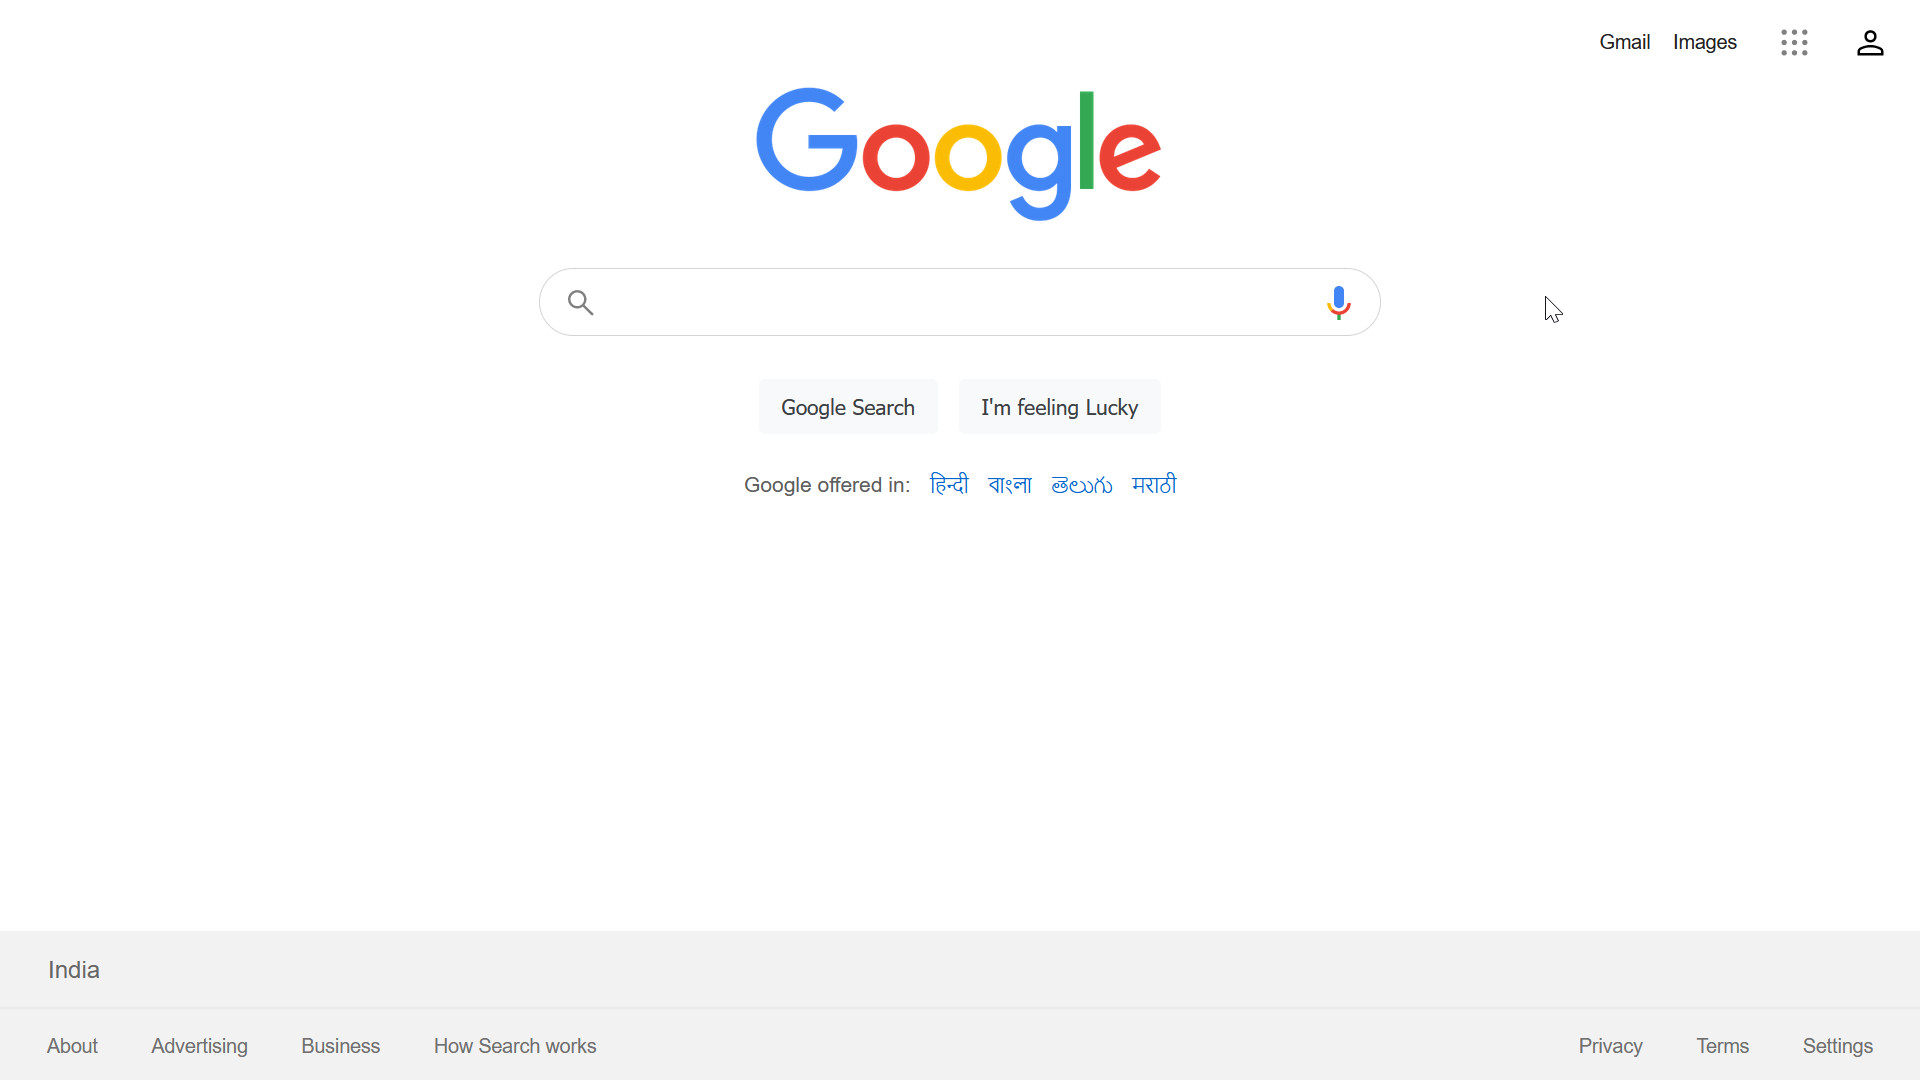 Gmail Images
Google
Google Search I'm feeling Lucky
Google offered in: हिन्दी বাংলা తెలుగు मराठी
India
About Advertising Business How Search works Privacy Terms Settings